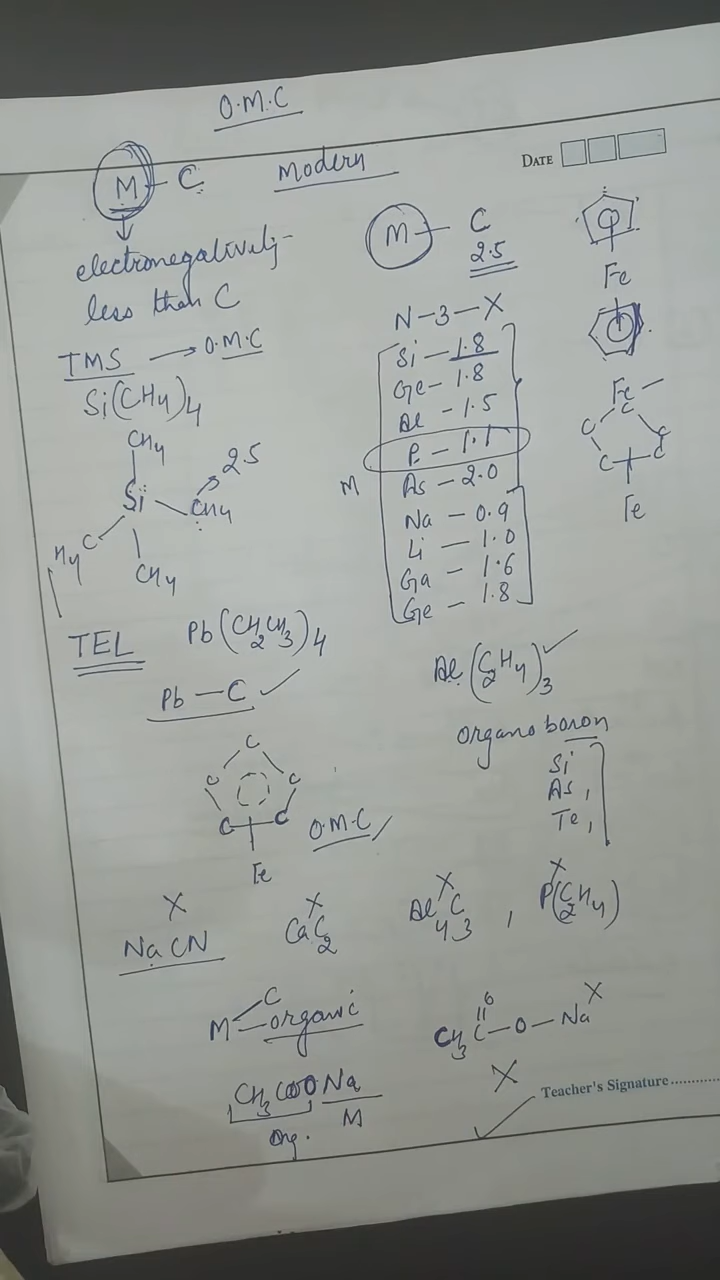 O.M.C
M - C
Modern
DATE
electronegatively
less than C
TMS → O.M.C
Si(CH4)4
CH4
Si
CH4
2.5
H4C
CH4
TEL Pb(CH2CH3)4
Pb - C ✓
M - C
2.5
N - 3 - X
Si - 1.8
Ge - 1.8
Al - 1.5
P - 1.1
As - 2.0
M
Na - 0.9
Li - 1.0
Ga - 1.6
Ge - 1.8
Fe
Fe
C
C C
C C
Fe
Al(C2H4)3 ✓
Organo boron
Si
As,
Te,
C
C C
C C
Fe
O.M.C
X X X X
NaCN CaC2 Al4C3, P(C2H4)
M - C
organic
CH3COONa
Org. M
O
CH3 C - O - Na X
X
Teacher's Signature